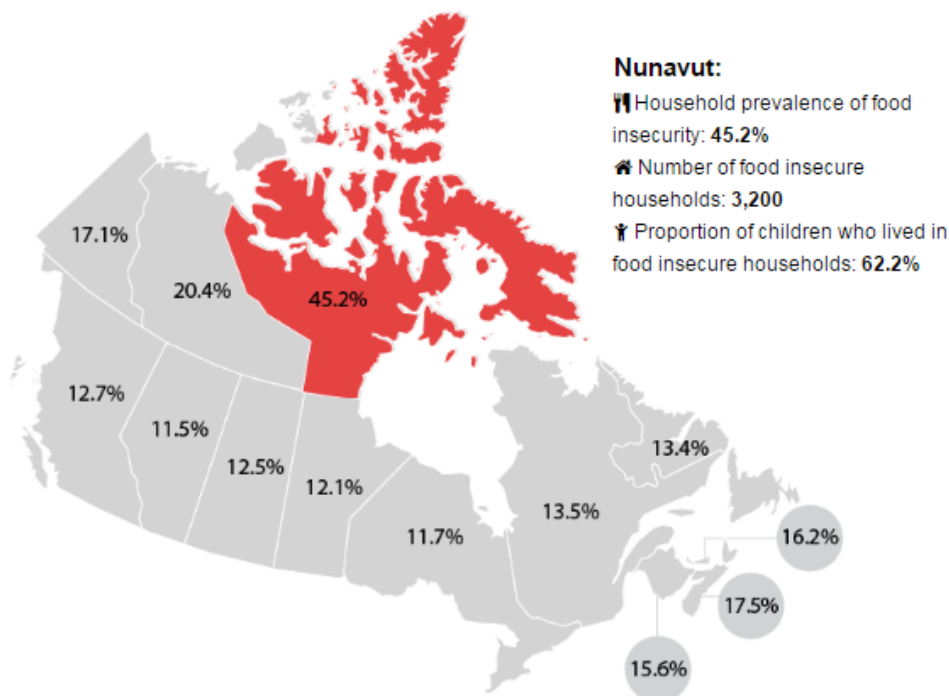 Nunavut:
Household prevalence of food
insecurity: 45.2%
Number of food insecure
households: 3,200
Proportion of children who lived in
food insecure households: 62.2%
17.1%
20.4%
45.2%
12.7%
11.5%
12.5%
12.1%
11.7%
13.5%
13.4%
16.2%
17.5%
15.6%